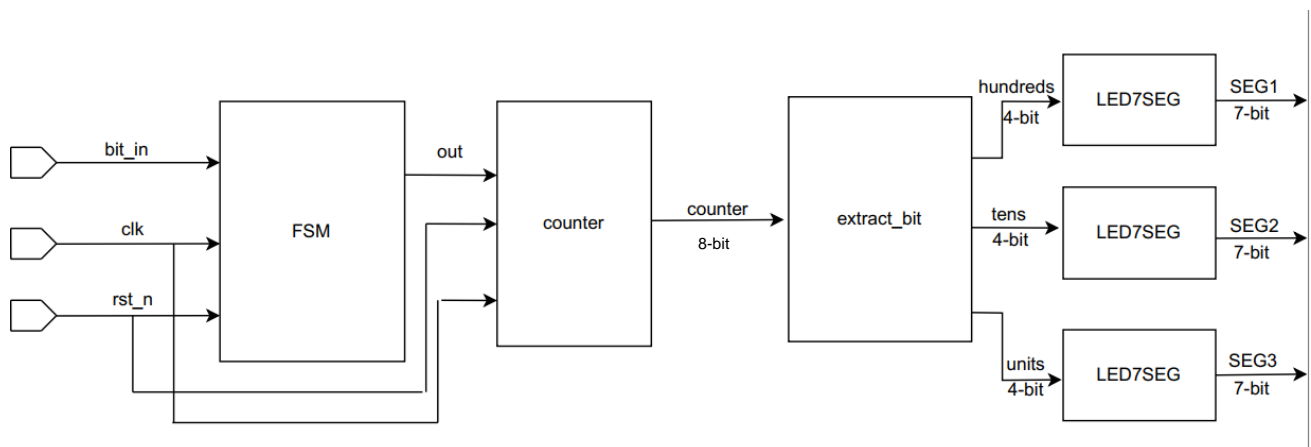 bit_in
clk
rst_n
FSM
out
counter
counter
8-bit
extract_bit
hundreds
4-bit
tens
4-bit
units
4-bit
LED7SEG
SEG1
7-bit
LED7SEG
SEG2
7-bit
LED7SEG
SEG3
7-bit